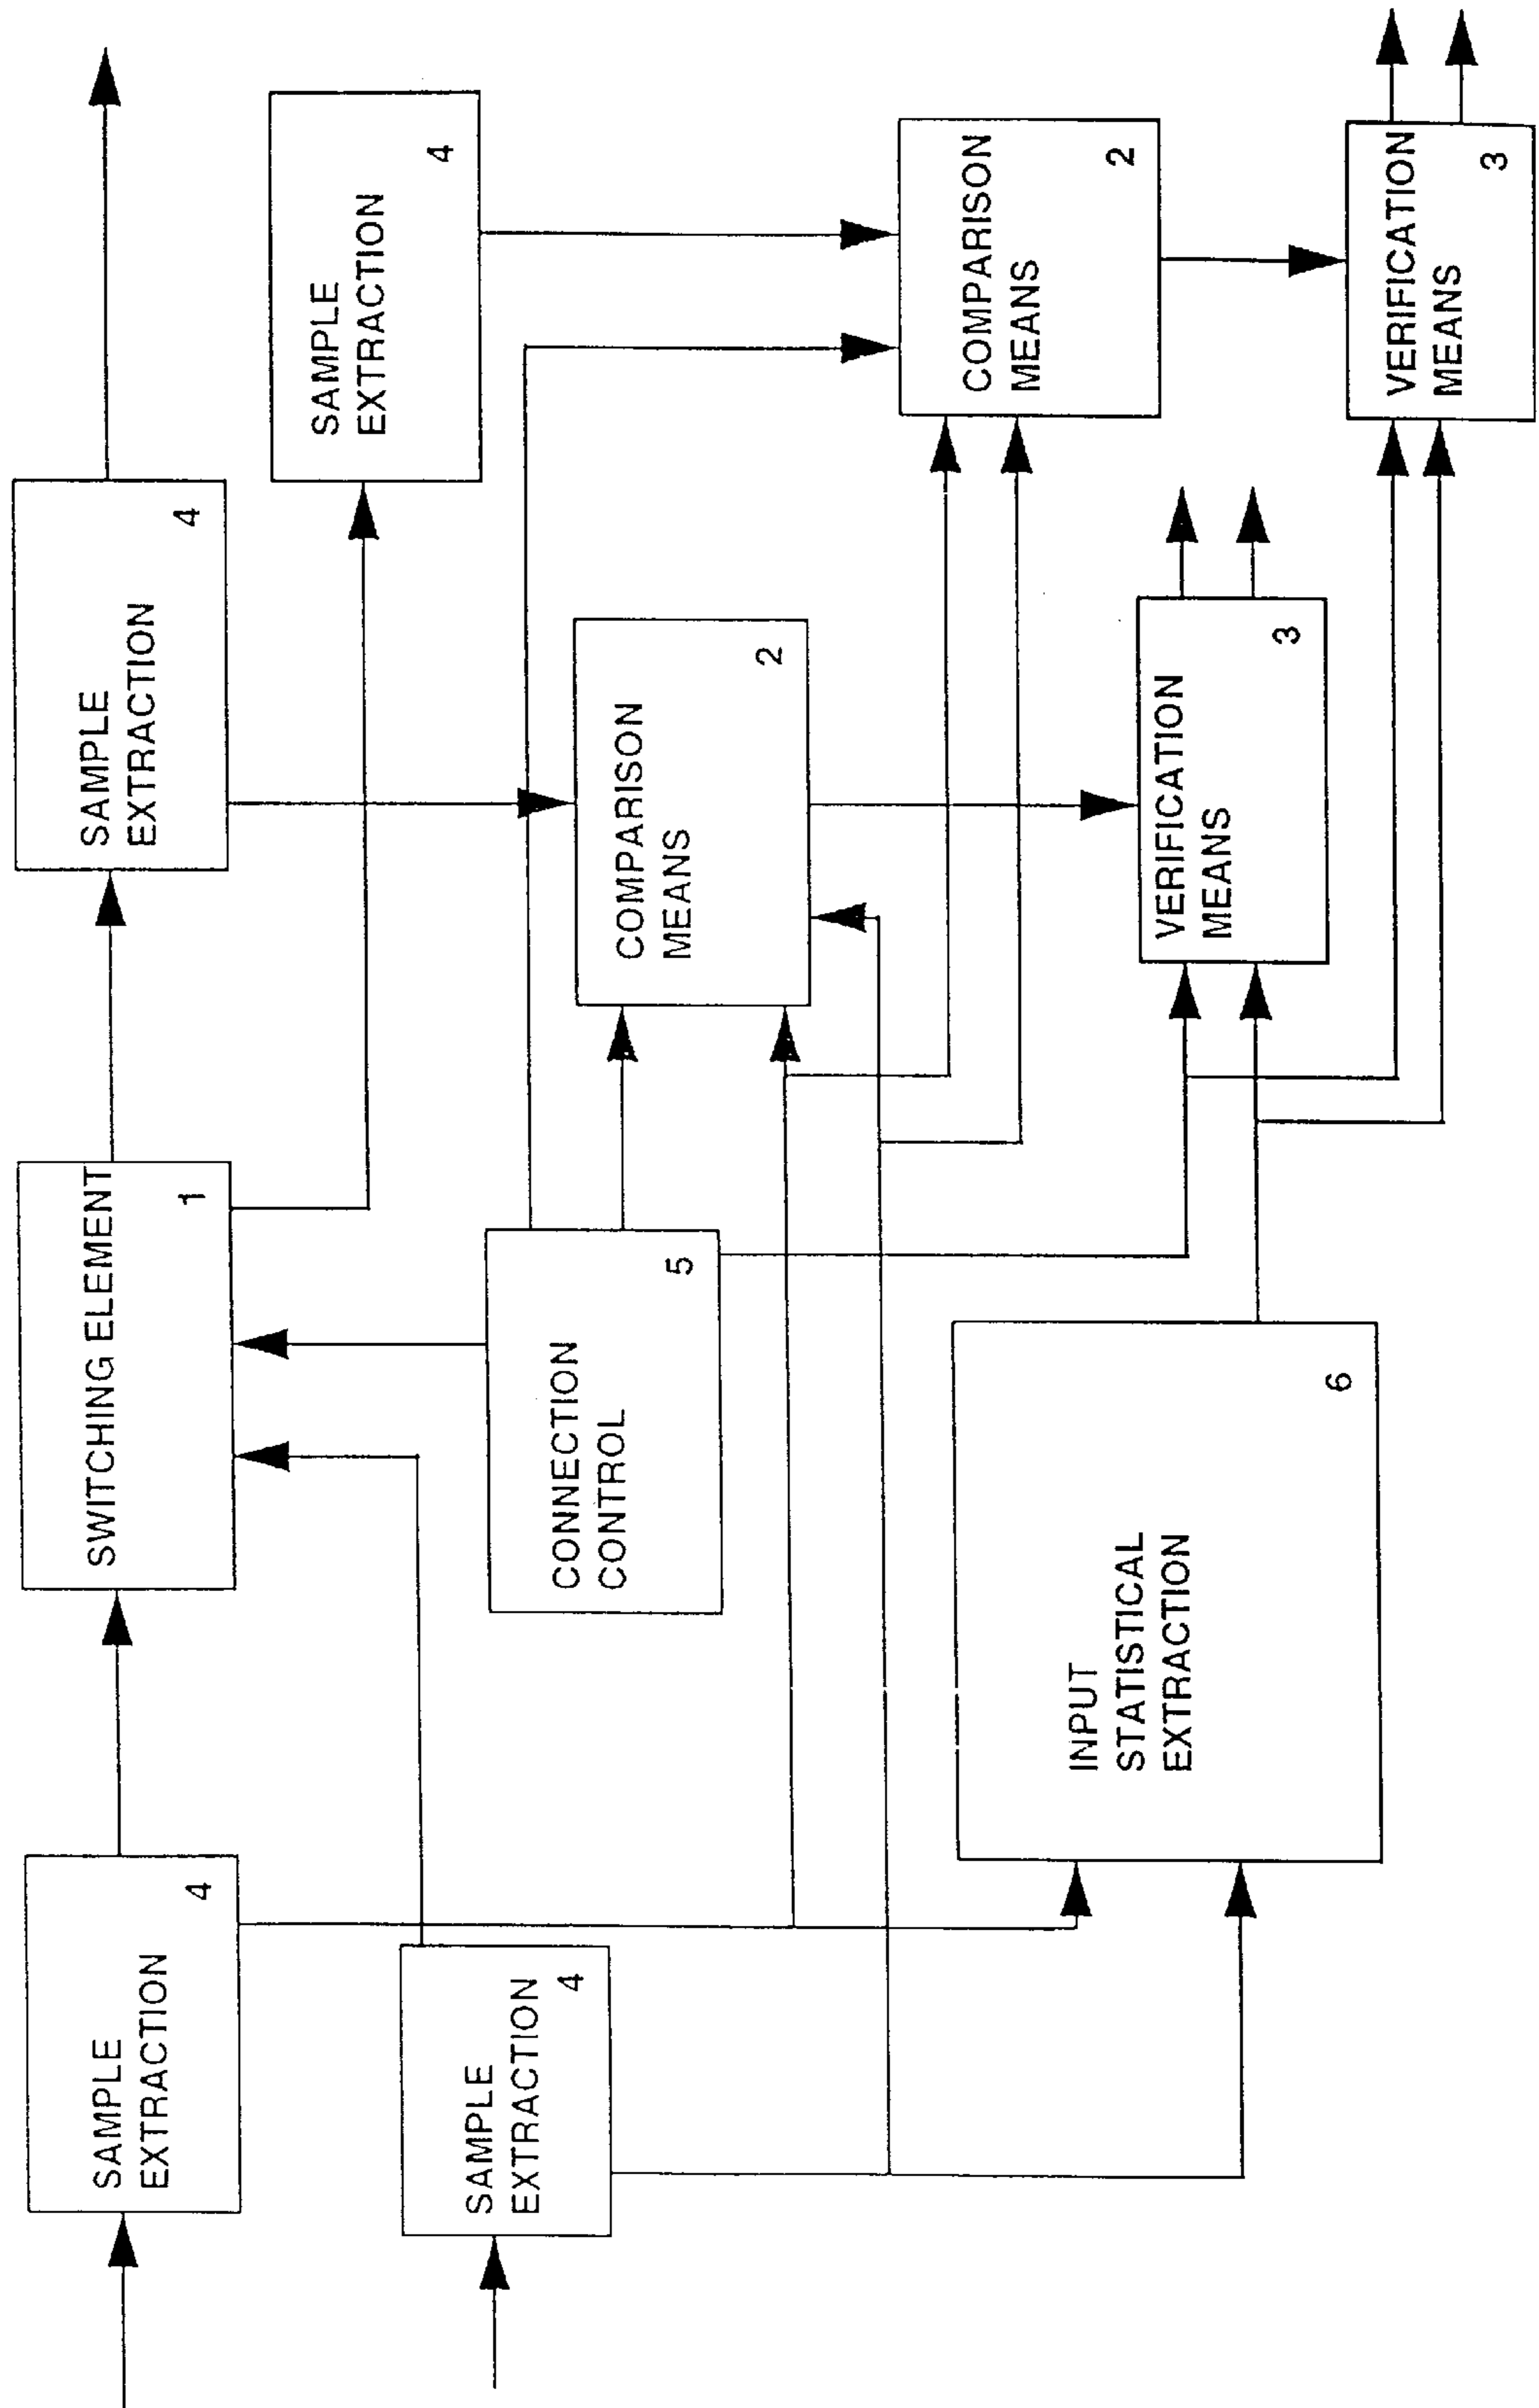 SAMPLE
EXTRACTION
4
SWITCHING ELEMENT
1
SAMPLE
EXTRACTION
4
SAMPLE
EXTRACTION
4
SAMPLE
EXTRACTION
4
CONNECTION
CONTROL
5
COMPARISON
MEANS
2
COMPARISON
MEANS
2
INPUT
STATISTICAL
EXTRACTION
6
VERIFICATION
MEANS
3
VERIFICATION
MEANS
3